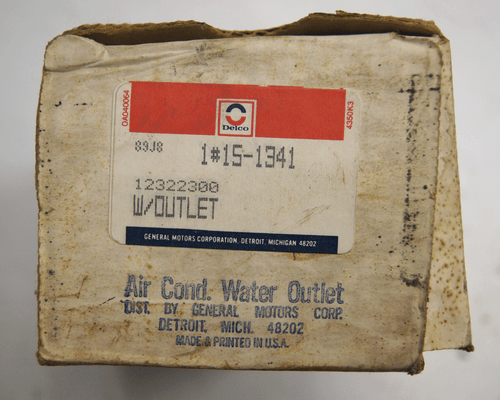 OA040064
Delco
4350K3
89J8
1#15-1341
12322300
W/OUTLET
GENERAL MOTORS CORPORATION, DETROIT, MICHIGAN 48202
Air Cond. Water Outlet
DIST. BY GENERAL MOTORS CORP.
DETROIT, MICH. 48202
MADE & PRINTED IN U.S.A.